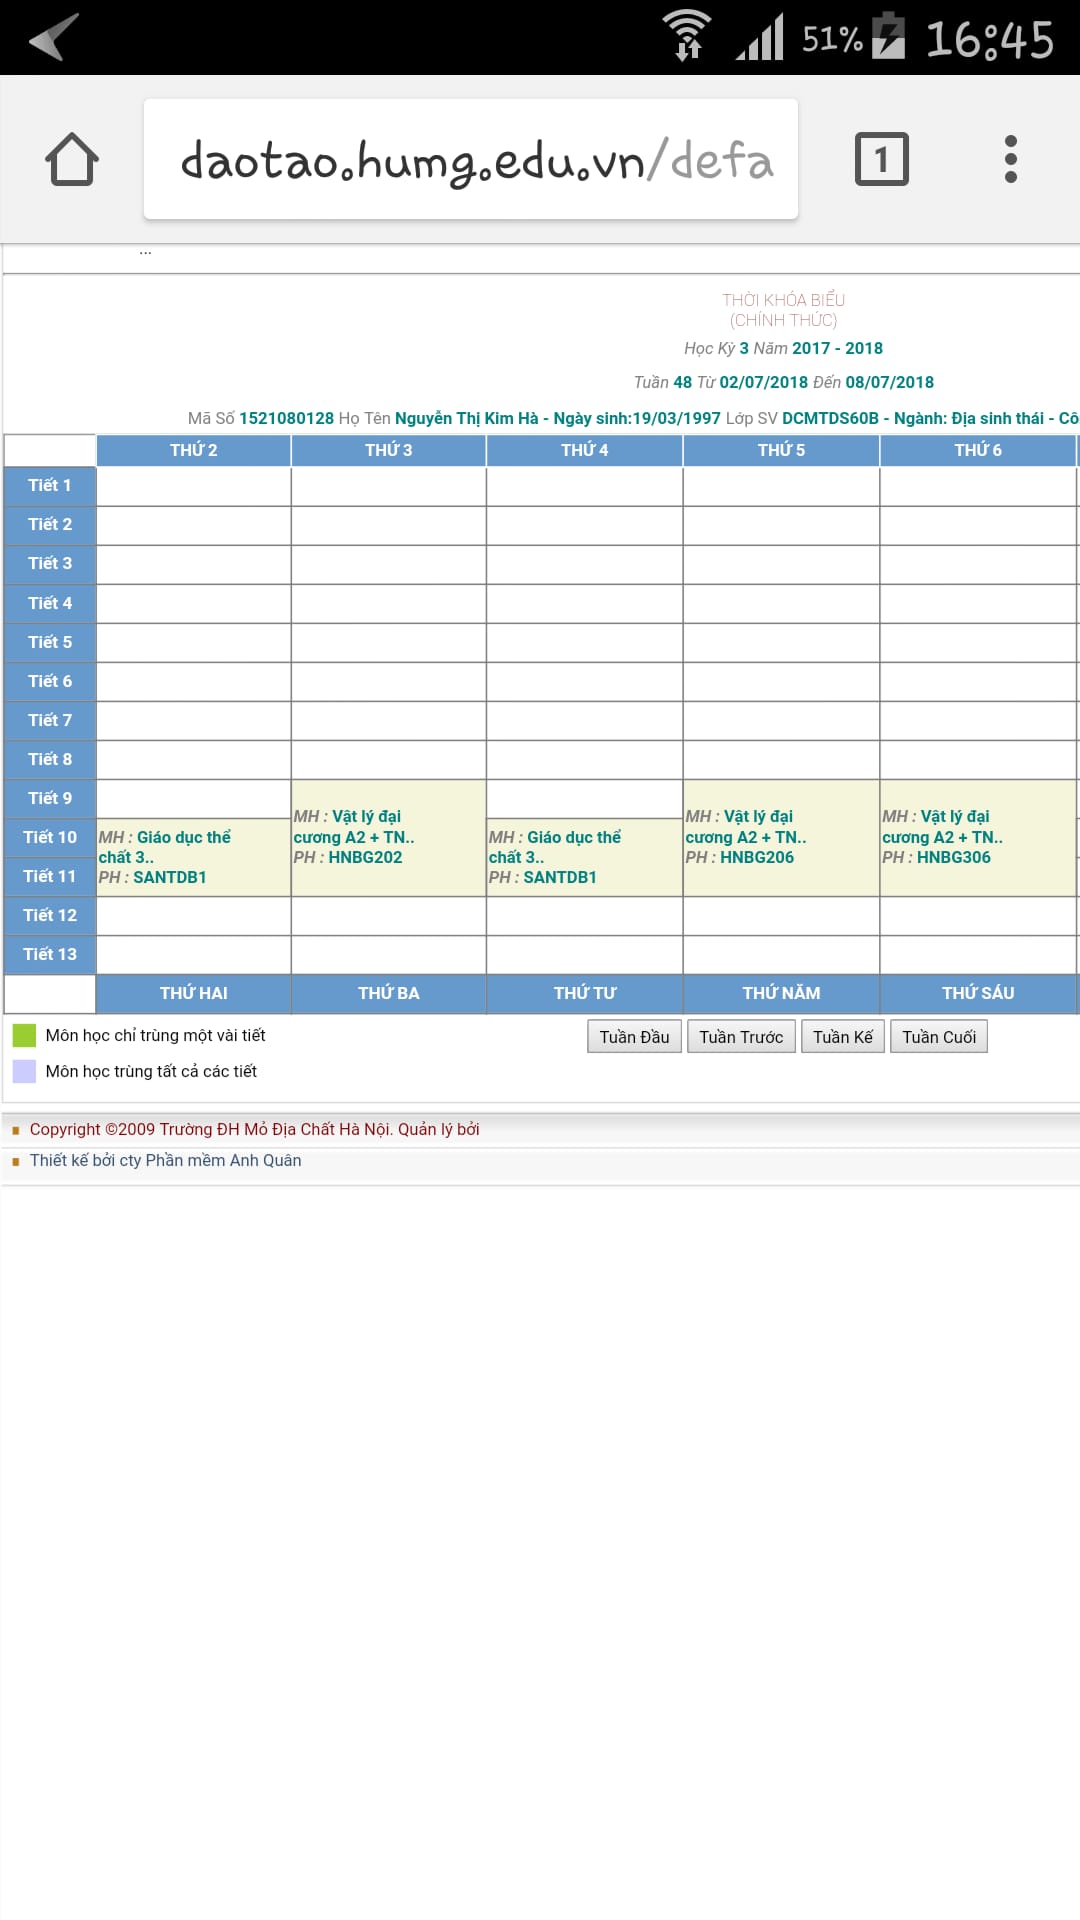 51% 16:45
daotao.humg.edu.vn/defa
1
...
THỜI KHÓA BIỂU
(CHÍNH THỨC)
Học Kỳ 3 Năm 2017 - 2018
Tuần 48 Từ 02/07/2018 Đến 08/07/2018
Mã Số 1521080128 Họ Tên Nguyễn Thị Kim Hà - Ngày sinh:19/03/1997 Lớp SV DCMTDS60B - Ngành: Địa sinh thái - Cô
THỨ 2 THỨ 3 THỨ 4 THỨ 5 THỨ 6
Tiết 1
Tiết 2
Tiết 3
Tiết 4
Tiết 5
Tiết 6
Tiết 7
Tiết 8
Tiết 9
Tiết 10
Tiết 11
Tiết 12
Tiết 13
MH : Giáo dục thể
chất 3..
PH : SANTDB1
MH : Vật lý đại
cương A2 + TN..
PH : HNBG202
MH : Giáo dục thể
chất 3..
PH : SANTDB1
MH : Vật lý đại
cương A2 + TN..
PH : HNBG206
MH : Vật lý đại
cương A2 + TN..
PH : HNBG306
THỨ HAI THỨ BA THỨ TƯ THỨ NĂM THỨ SÁU
Môn học chỉ trùng một vài tiết
Môn học trùng tất cả các tiết
Tuần Đầu Tuần Trước Tuần Kế Tuần Cuối
Copyright ©2009 Trường ĐH Mỏ Địa Chất Hà Nội. Quản lý bởi
Thiết kế bởi cty Phần mềm Anh Quân